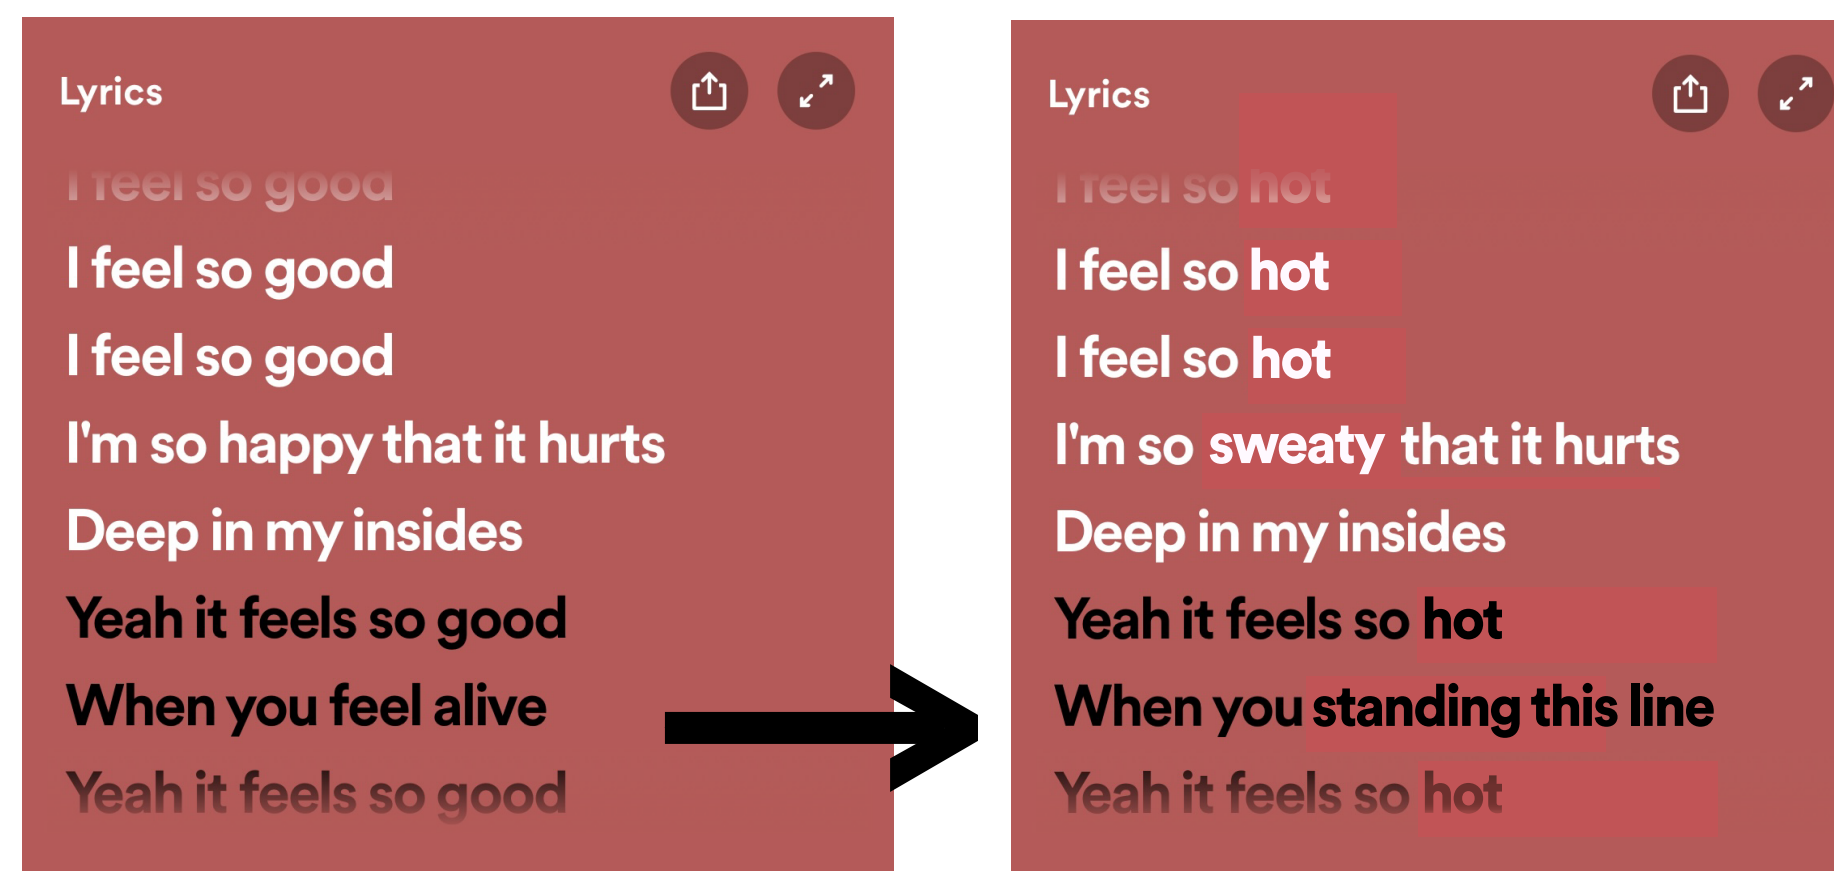 Lyrics
I feel so good
I feel so good
I feel so good
I'm so happy that it hurts
Deep in my insides
Yeah it feels so good
When you feel alive
Yeah it feels so good
Lyrics
I feel so hot
I feel so hot
I feel so hot
I'm so sweaty that it hurts
Deep in my insides
Yeah it feels so hot
When you standing this line
Yeah it feels so hot